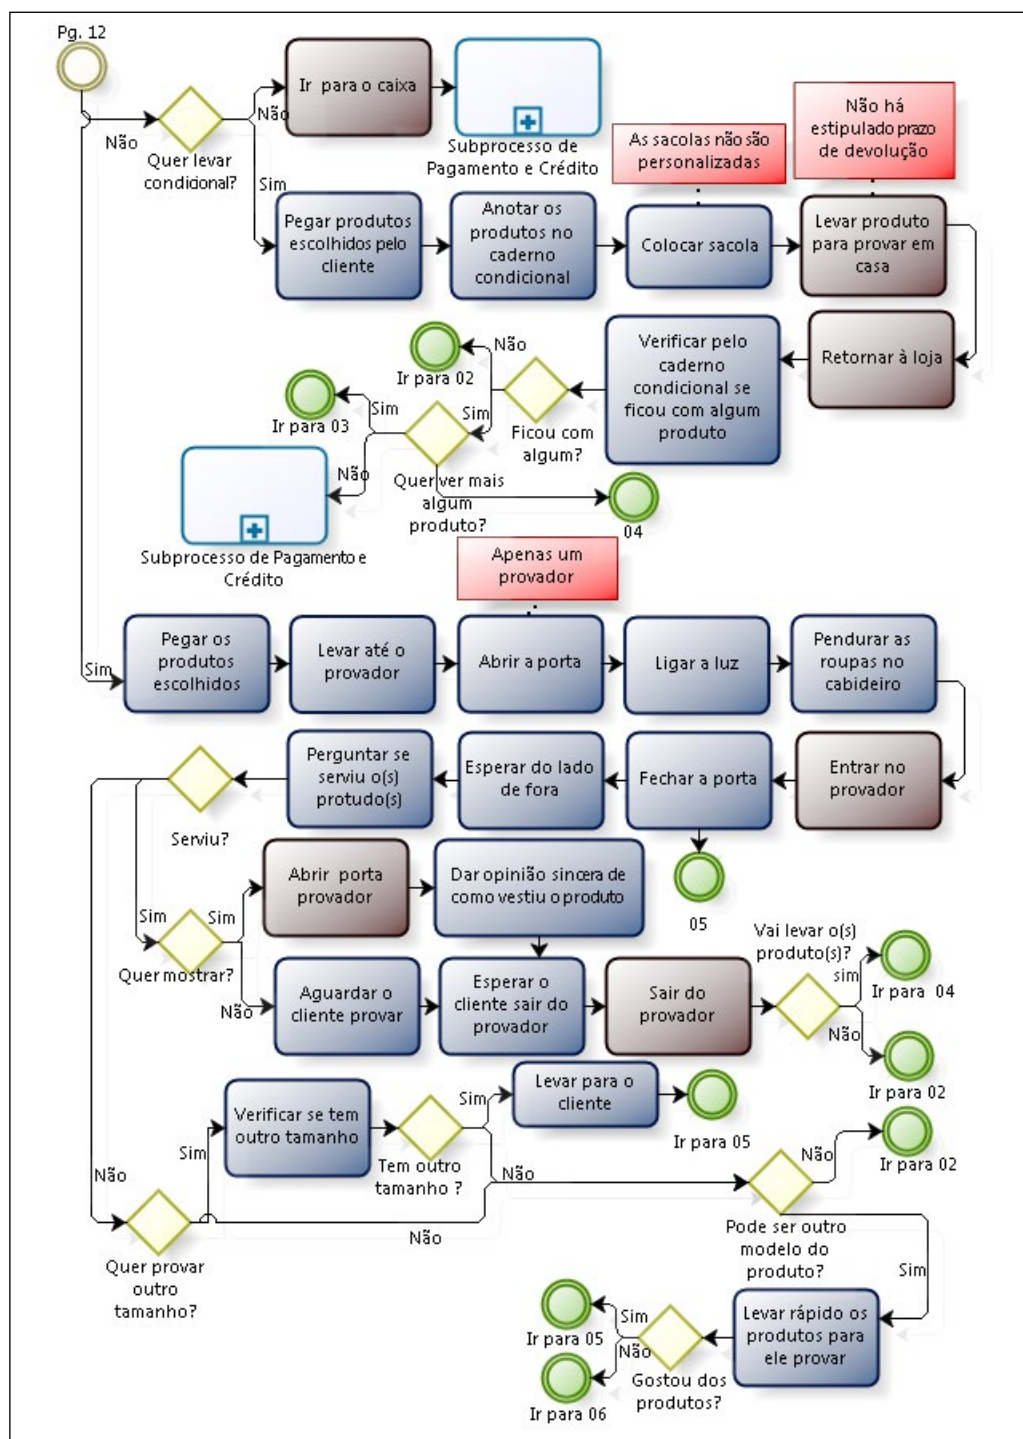 Pg. 12
Não
Quer levar
condicional?
Não
Ir para o caixa
Subprocesso de
Pagamento e Crédito
As sacolas não são
personalizadas
Não há
estipulado prazo
de devolução
Sim
Pegar produtos
escolhidos pelo
cliente
Anotar os
produtos no
caderno
condicional
Colocar sacola
Levar produto
para provar em
casa
Retornar à loja
Verificar pelo
caderno
condicional se
ficou com algum
produto
Ficou com
algum?
Não
Ir para 02
Sim
Quer ver mais
algum
produto?
Sim
Ir para 03
Não
04
Subprocesso de Pagamento e
Crédito
Apenas um
provador
Sim
Pegar os
produtos
escolhidos
Levar até o
provador
Abrir a porta
Ligar a luz
Pendurar as
roupas no
cabideiro
Entrar no
provador
Fechar a porta
05
Esperar do lado
de fora
Perguntar se
serviu o(s)
protudo(s)
Serviu?
Sim
Quer mostrar?
Sim
Abrir porta
provador
Dar opinião sincera de
como vestiu o produto
Não
Aguardar o
cliente provar
Esperar o
cliente sair do
provador
Sair do
provador
Vai levar o(s)
produto(s)?
sim
Ir para 04
Não
Ir para 02
Não
Quer provar
outro
tamanho?
Sim
Verificar se tem
outro tamanho
Tem outro
tamanho ?
Sim
Levar para o
cliente
Ir para 05
Não
Não
Pode ser outro
modelo do
produto?
Não
Ir para 02
Sim
Levar rápido os
produtos para
ele provar
Gostou dos
produtos?
Sim
Ir para 05
Não
Ir para 06